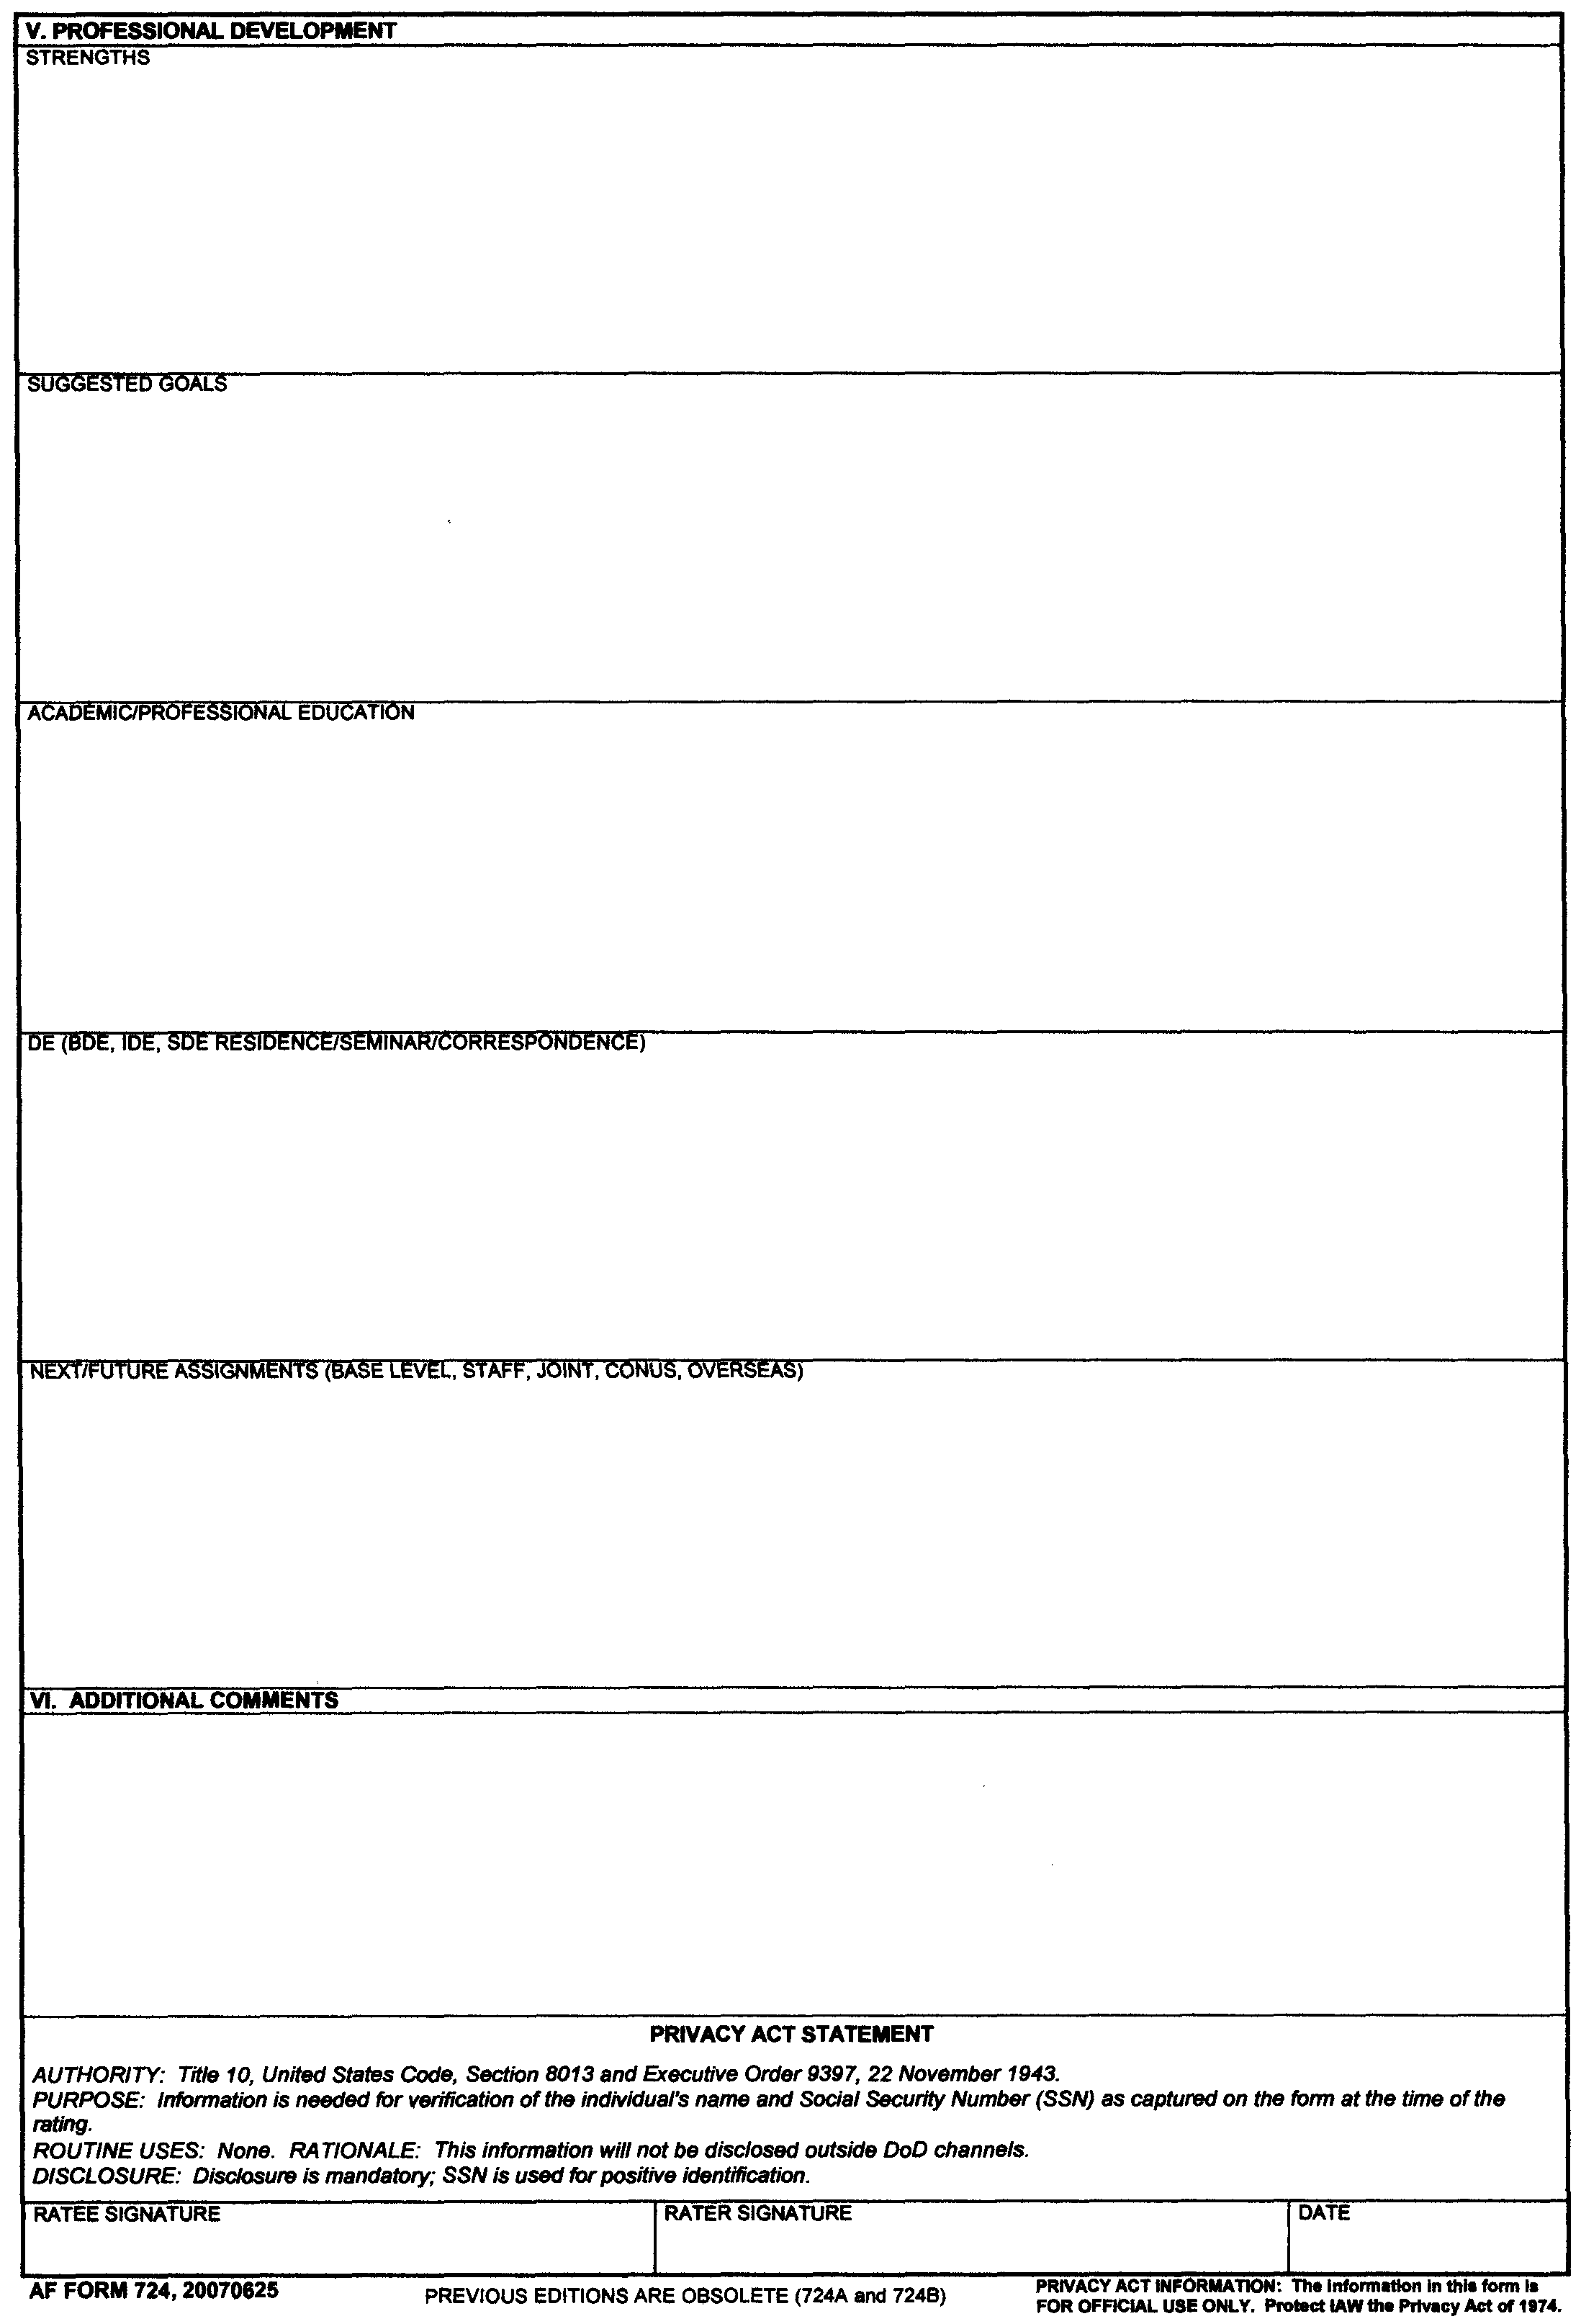 V. PROFESSIONAL DEVELOPMENT
STRENGTHS
SUGGESTED GOALS
ACADEMIC/PROFESSIONAL EDUCATION
DE (BDE, IDE, SDE RESIDENCE/SEMINAR/CORRESPONDENCE)
NEXT/FUTURE ASSIGNMENTS (BASE LEVEL, STAFF, JOINT, CONUS, OVERSEAS)
VI. ADDITIONAL COMMENTS
PRIVACY ACT STATEMENT
AUTHORITY: Title 10, United States Code, Section 8013 and Executive Order 9397, 22 November 1943.
PURPOSE: Information is needed for verification of the individual's name and Social Security Number (SSN) as captured on the form at the time of the
rating.
ROUTINE USES: None. RATIONALE: This information will not be disclosed outside DoD channels.
DISCLOSURE: Disclosure is mandatory; SSN is used for positive identification.
RATEE SIGNATURE
RATER SIGNATURE
DATE
AF FORM 724, 20070625
PREVIOUS EDITIONS ARE OBSOLETE (724A and 724B)
PRIVACY ACT INFORMATION: The information in this form is
FOR OFFICIAL USE ONLY. Protect IAW the Privacy Act of 1974.